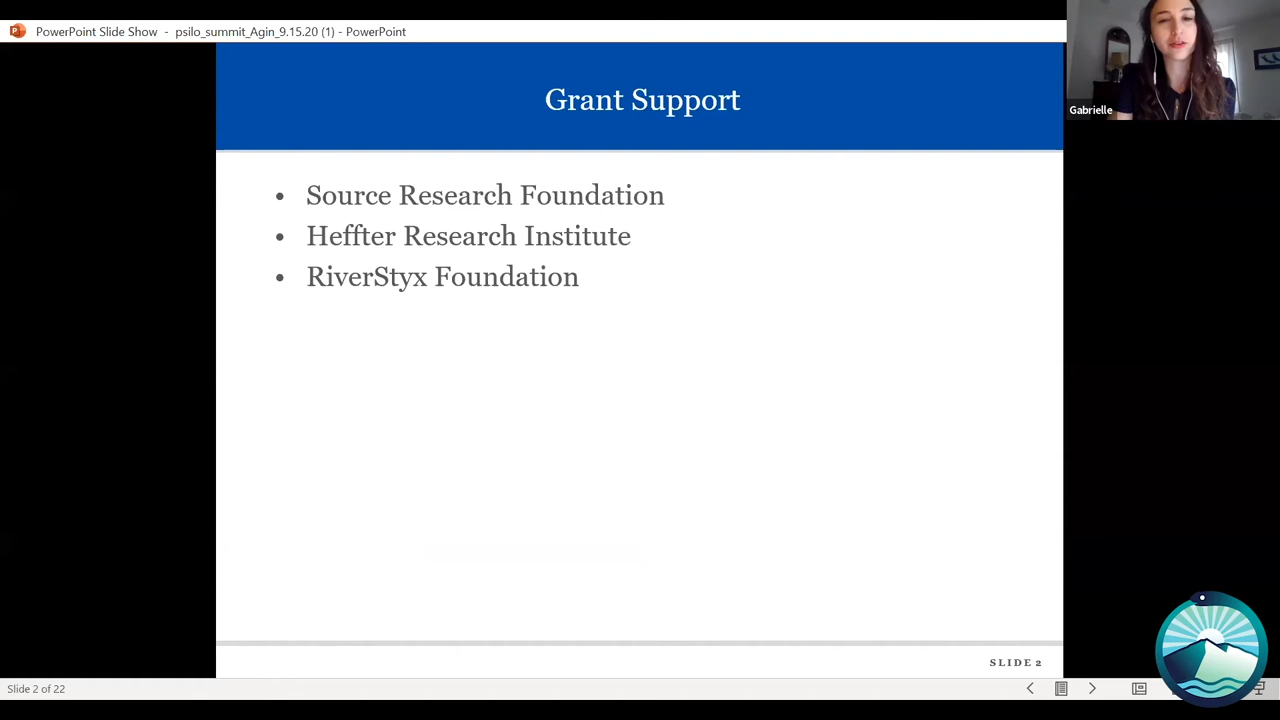 PowerPoint Slide Show - psilo_summit_Agin_9.15.20 (1) - PowerPoint
Gabrielle
Grant Support
• Source Research Foundation
• Heffter Research Institute
• RiverStyx Foundation
SLIDE 2
Slide 2 of 22